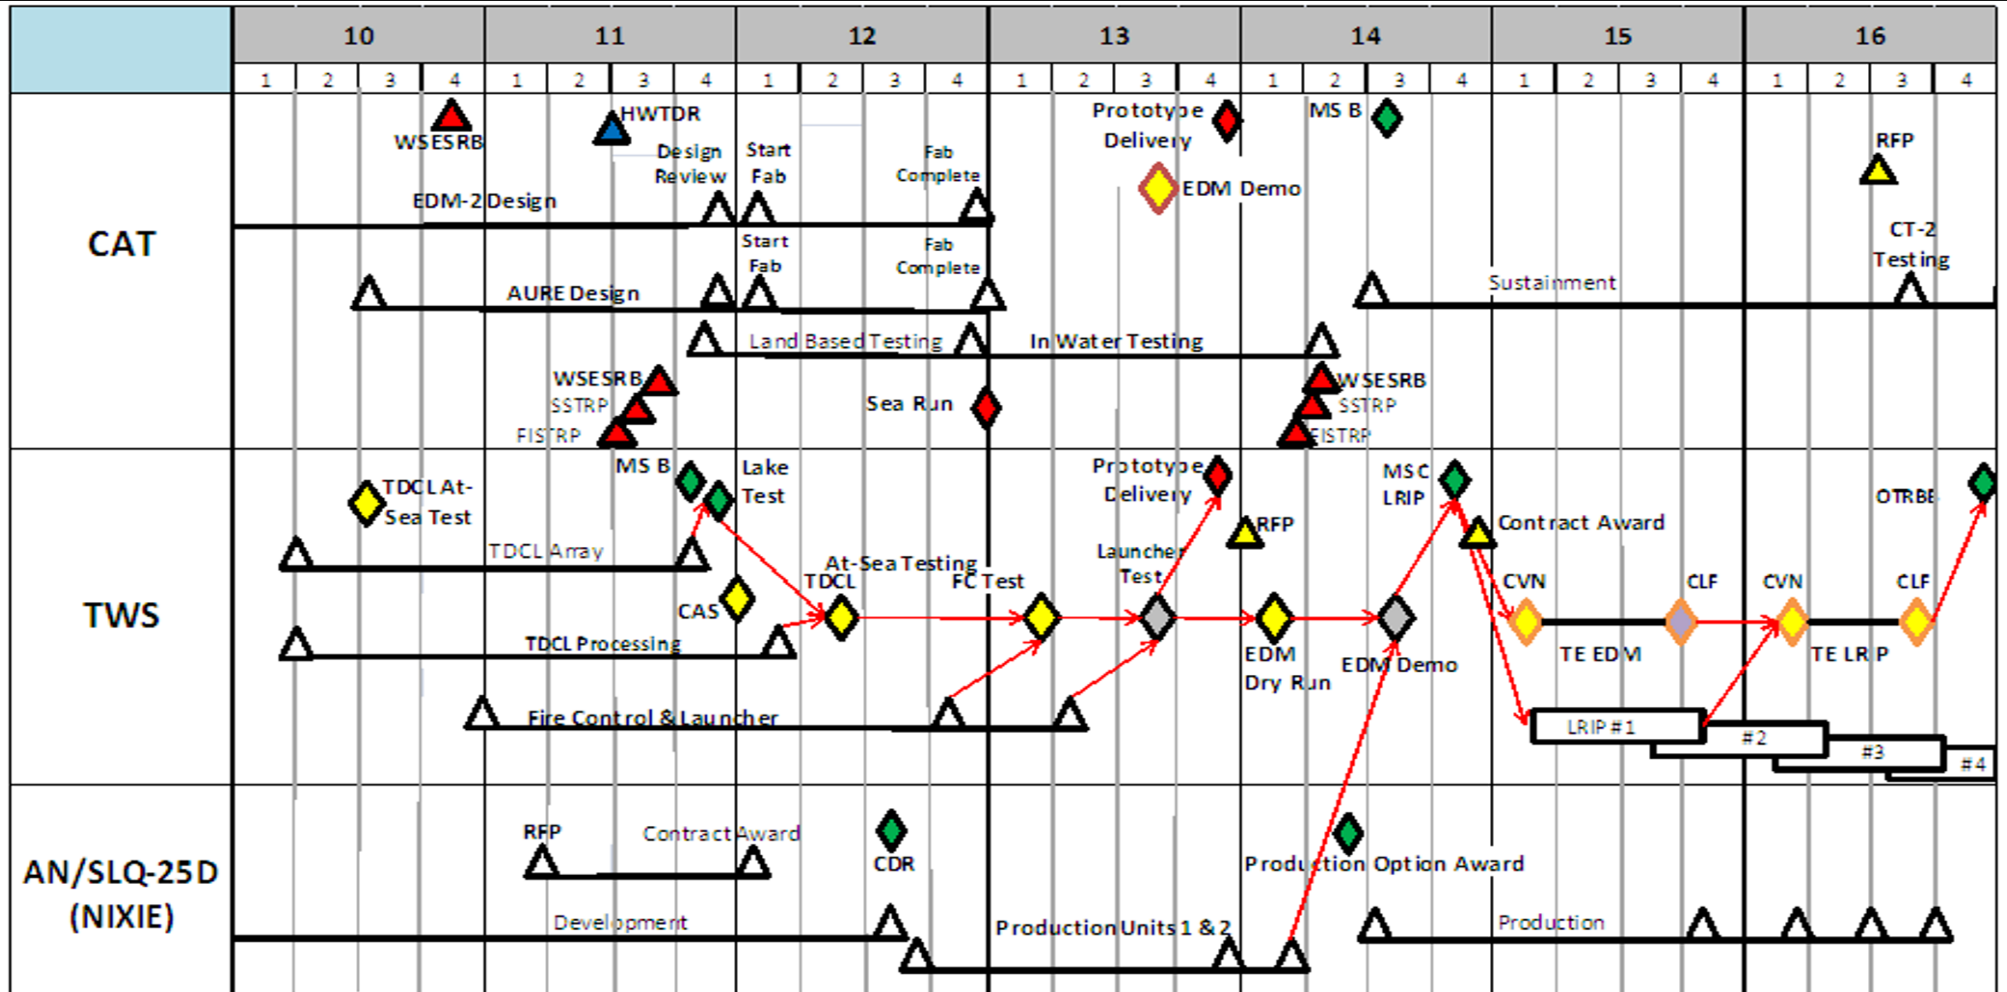 10 11 12 13 14 15 16
1 2 3 4 1 2 3 4 1 2 3 4 1 2 3 4 1 2 3 4 1 2 3 4 1 2 3 4
CAT
WSESRB
HWTDR
Design
Review
Start
Fab
Fab
Complete
Prototype
Delivery
MS B
RFP
EDM-2 Design
EDM Demo
Start
Fab
Fab
Complete
CT-2
Testing
AURE Design
Sustainment
Land Based Testing
In Water Testing
WSESRB
SSTRP
FISTRP
Sea Run
WSESRB
SSTRP
FISTRP
TWS
TDCL At-
Sea Test
MS B
Lake
Test
Prototype
Delivery
RFP
MSC
LRIP
Contract Award
OTRBB
TDCL Array
At-Sea Testing
CAS
TDCL
FC Test
Launcher
Test
CVN
CLF
CVN
CLF
TDCL Processing
EDM
Dry Run
EDM Demo
TE EDM
TE LRIP
Fire Control & Launcher
LRIP #1
#2
#3
#4
AN/SLQ-25D
(NIXIE)
RFP
Contract Award
CDR
Production Option Award
Development
Production Units 1 & 2
Production